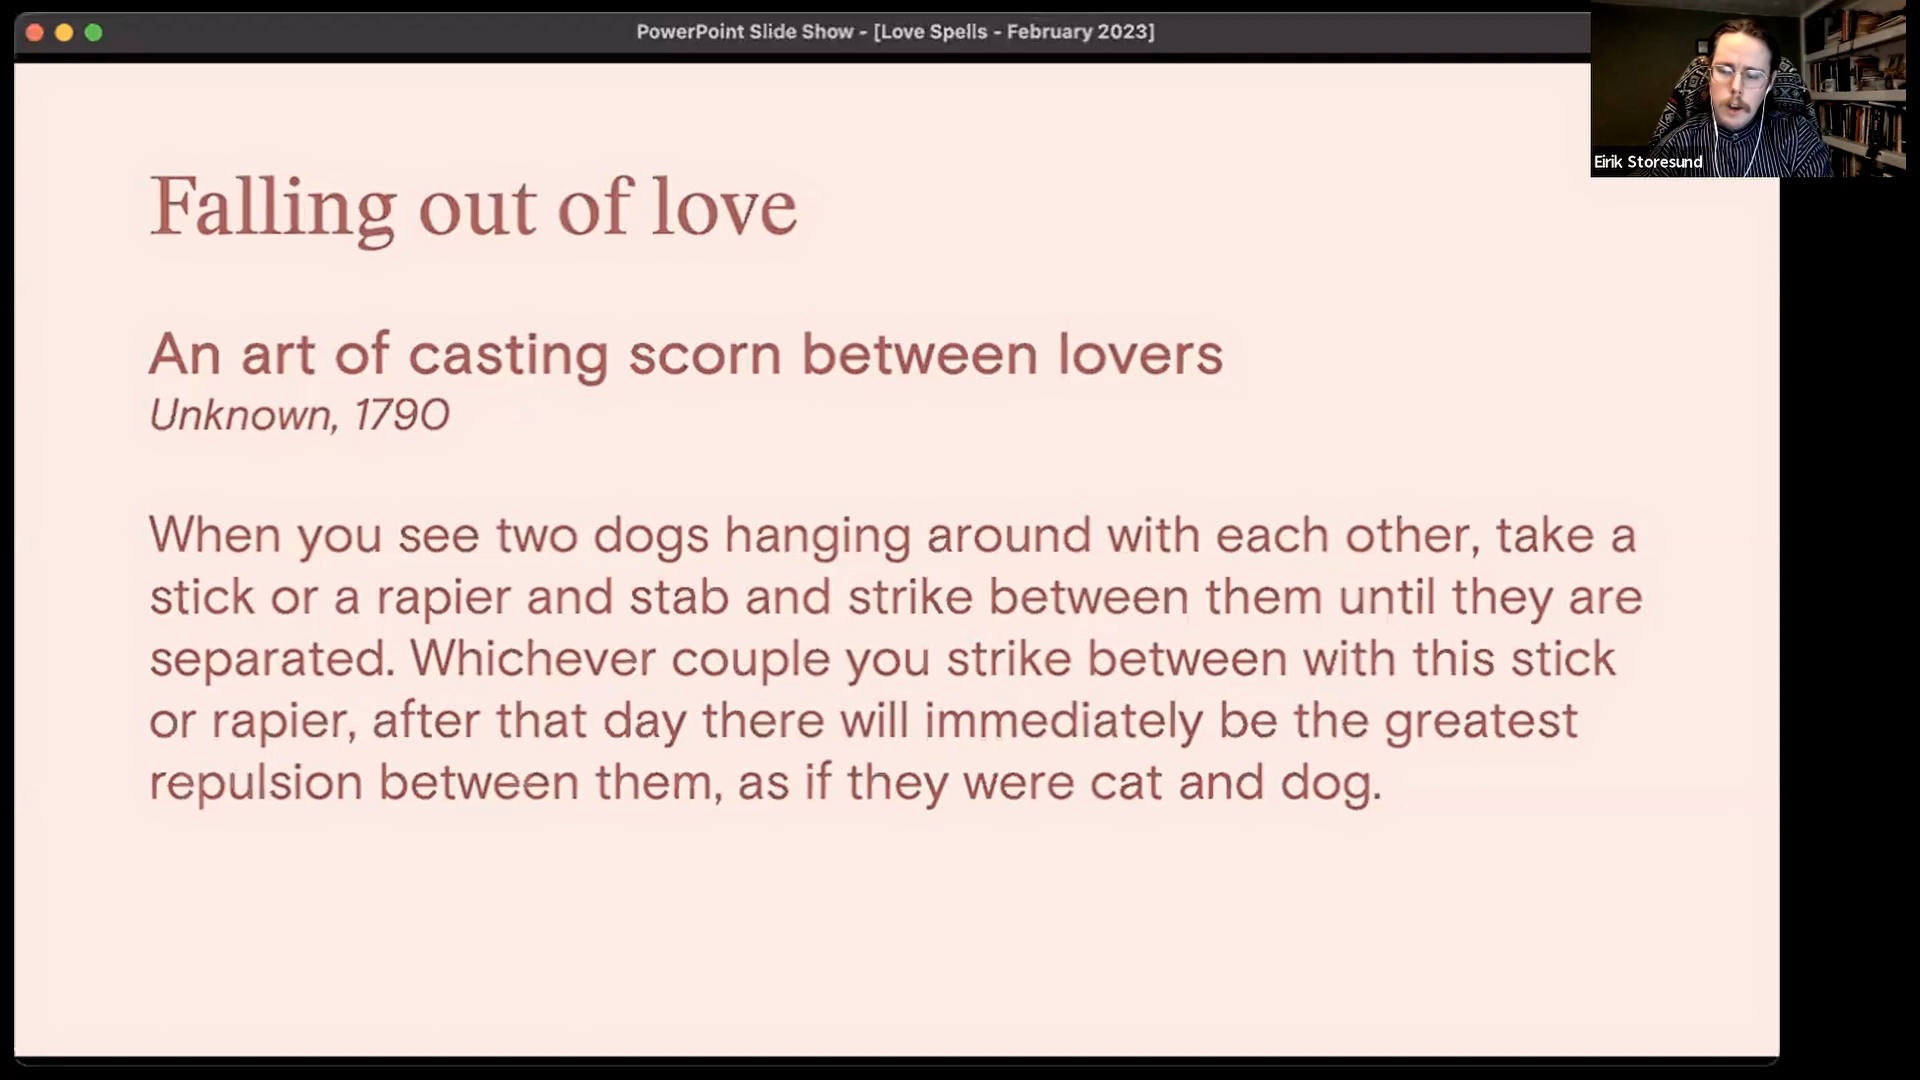 PowerPoint Slide Show - [Love Spells - February 2023]
Eirik Storesund
Falling out of love
An art of casting scorn between lovers
Unknown, 1790
When you see two dogs hanging around with each other, take a
stick or a rapier and stab and strike between them until they are
separated. Whichever couple you strike between with this stick
or rapier, after that day there will immediately be the greatest
repulsion between them, as if they were cat and dog.